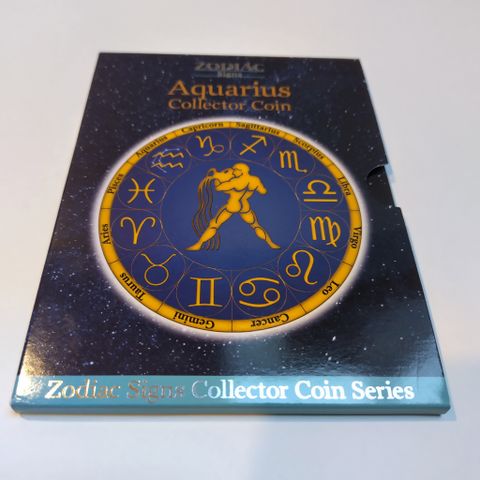 ZODIAC
Signs
Aquarius
Collector Coin
Capricorn
Sagittarius
Scorpius
Libra
Virgo
Leo
Cancer
Gemini
Taurus
Aries
Pisces
Aquarius
Zodiac Signs Collector Coin Series